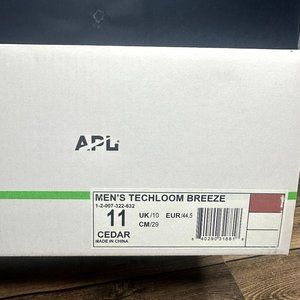 APL
MEN'S TECHLOOM BREEZE
1-2-007-322-632
11 UK/10 EUR/44.5
CM/29
CEDAR
MADE IN CHINA